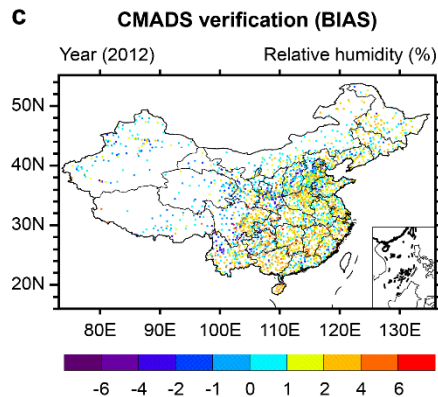 c CMADS verification (BIAS)
Year (2012) Relative humidity (%)
50N
40N
30N
20N
80E 90E 100E 110E 120E 130E
-6 -4 -2 -1 0 1 2 4 6